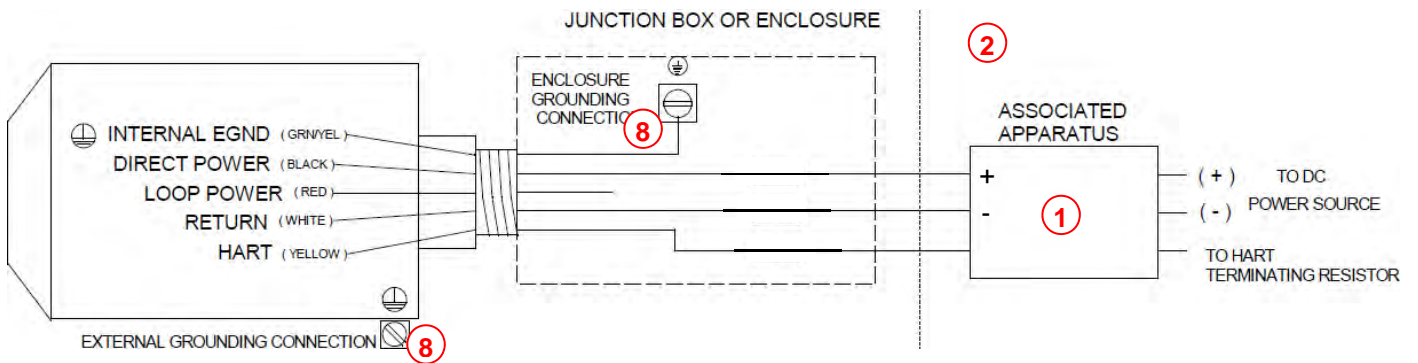 JUNCTION BOX OR ENCLOSURE
2
ENCLOSURE
GROUNDING
CONNECTIO
8
ASSOCIATED
APPARATUS
INTERNAL EGND (GRN/YEL)
DIRECT POWER (BLACK)
LOOP POWER (RED)
RETURN (WHITE)
HART (YELLOW)
+
-
1
(+) TO DC
(-) POWER SOURCE
TO HART
TERMINATING RESISTOR
EXTERNAL GROUNDING CONNECTION
8